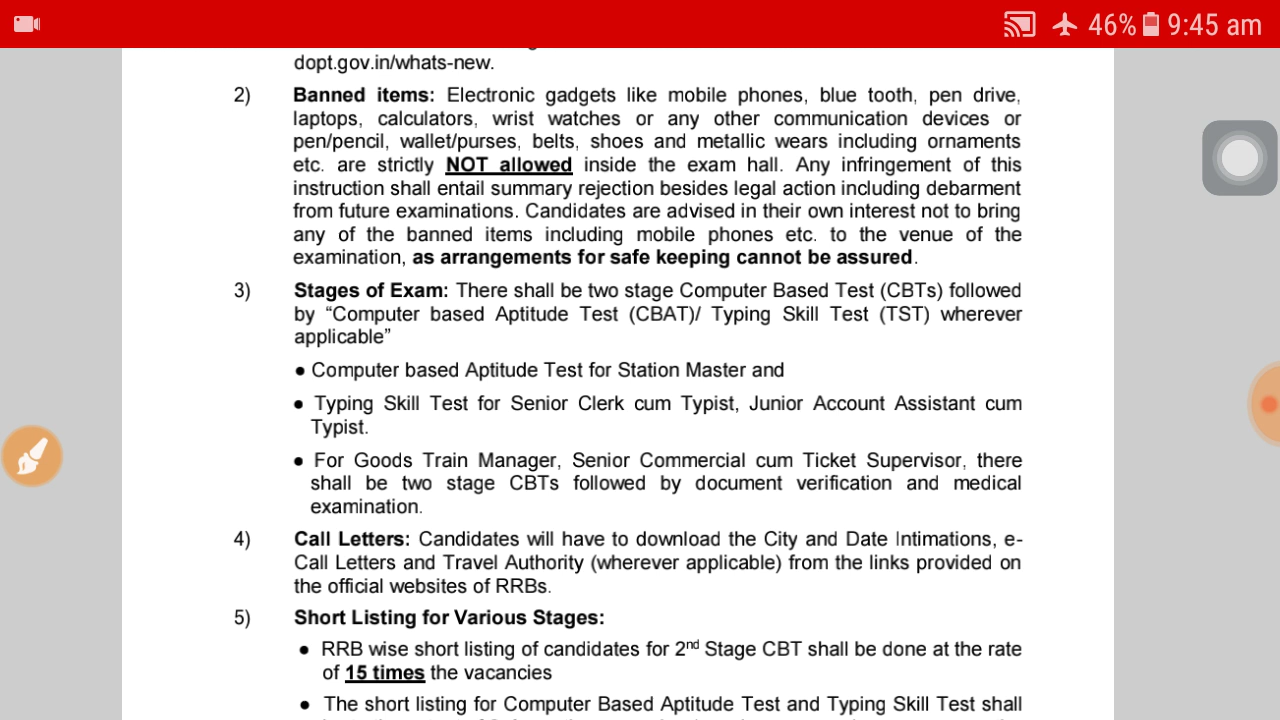 46% 9:45 am
dopt.gov.in/whats-new.
2) Banned items: Electronic gadgets like mobile phones, blue tooth, pen drive,
laptops, calculators, wrist watches or any other communication devices or
pen/pencil, wallet/purses, belts, shoes and metallic wears including ornaments
etc. are strictly NOT allowed inside the exam hall. Any infringement of this
instruction shall entail summary rejection besides legal action including debarment
from future examinations. Candidates are advised in their own interest not to bring
any of the banned items including mobile phones etc. to the venue of the
examination, as arrangements for safe keeping cannot be assured.
3) Stages of Exam: There shall be two stage Computer Based Test (CBTs) followed
by “Computer based Aptitude Test (CBAT)/ Typing Skill Test (TST) wherever
applicable”
● Computer based Aptitude Test for Station Master and
● Typing Skill Test for Senior Clerk cum Typist, Junior Account Assistant cum
Typist.
● For Goods Train Manager, Senior Commercial cum Ticket Supervisor, there
shall be two stage CBTs followed by document verification and medical
examination.
4) Call Letters: Candidates will have to download the City and Date Intimations, e-
Call Letters and Travel Authority (wherever applicable) from the links provided on
the official websites of RRBs.
5) Short Listing for Various Stages:
● RRB wise short listing of candidates for 2nd Stage CBT shall be done at the rate
of 15 times the vacancies
● The short listing for Computer Based Aptitude Test and Typing Skill Test shall